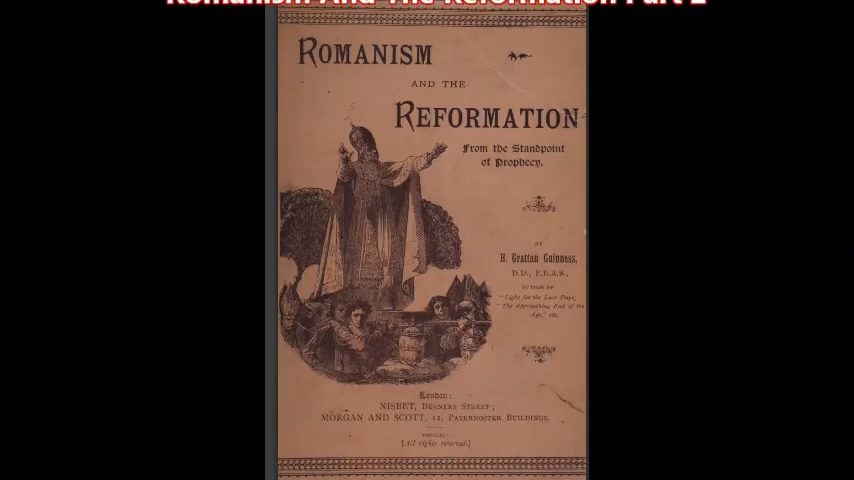 Romanism And The Reformation Part 2
ROMANISM
AND THE
REFORMATION
From the Standpoint
of Prophecy.
BY
H. Grattan Guinness,
D.D., F.R.A.S.,
AUTHOR OF
"Light for the Last Days,
"The Approaching End of the
Age," etc.
London:
NISBET, BERNERS STREET;
MORGAN AND SCOTT, 12, PATERNOSTER BUILDINGS.
[All rights reserved.]